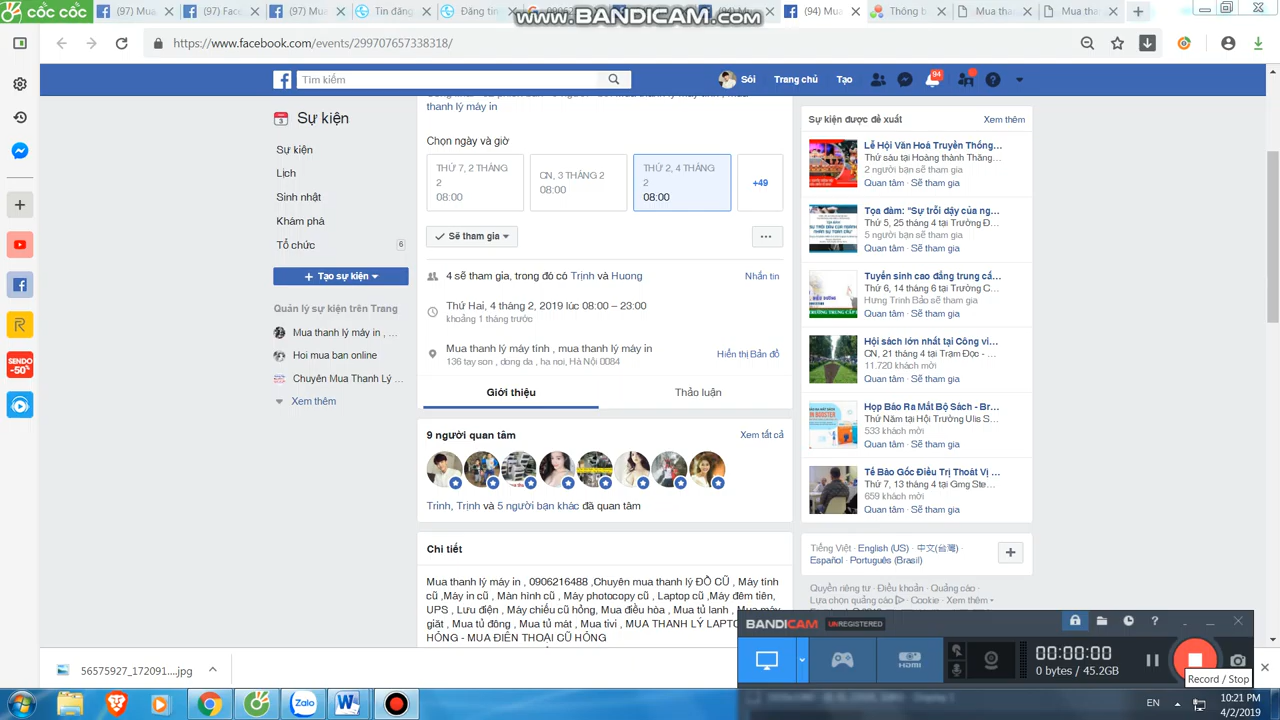 cốc cốc
(97) Mua
(97) Face
(97) Mua
Tin đăng
Đăng tin
(94) Mua
Thông b
Mua tha
Mua tha
www.BANDICAM.com
https://www.facebook.com/events/299707657338318/
Tìm kiếm
Sói
Trang chủ
Tạo
94
Sự kiện
Sự kiện
Lịch
Sinh nhật
Khám phá
Tổ chức
6
+ Tạo sự kiện
Quản lý sự kiện trên Trang
Mua thanh lý máy in , ...
Hoi mua ban online
Chuyên Mua Thanh Lý ...
Xem thêm
SENDO
-50%
thanh lý máy in
Chọn ngày và giờ
THỨ 7, 2 THÁNG
2
08:00
CN, 3 THÁNG 2
08:00
THỨ 2, 4 THÁNG
2
08:00
+49
Sẽ tham gia
4 sẽ tham gia, trong đó có Trịnh và Huong
Nhắn tin
Thứ Hai, 4 tháng 2, 2019 lúc 08:00 – 23:00
khoảng 1 tháng trước
Mua thanh lý máy tính , mua thanh lý máy in
136 tay son , dong da , ha noi, Hà Nội 0084
Hiển thị Bản đồ
Giới thiệu
Thảo luận
9 người quan tâm
Xem tất cả
Trinh, Trịnh và 5 người bạn khác đã quan tâm
Chi tiết
Mua thanh lý máy in , 0906216488 ,Chuyên mua thanh lý ĐỒ CŨ , Máy tính
cũ ,Máy in cũ , Màn hình cũ , Máy photocopy cũ , Laptop cũ ,Máy đếm tiền,
UPS , Lưu điện , Máy chiếu cũ hỏng, Mua điều hòa , Mua tủ lạnh , Mua máy
giặt , Mua tủ đông , Mua tủ mát , Mua tivi , MUA THANH LÝ LAPTO
HỎNG - MUA ĐIỆN THOẠI CŨ HỎNG
Sự kiện được đề xuất
Xem thêm
Lễ Hội Văn Hoá Truyền Thống...
Thứ sáu tại Hoàng thành Thăng...
2 người bạn sẽ tham gia
Quan tâm · Sẽ tham gia
Tọa đàm: "Sự trỗi dậy của ng...
Thứ 5, 25 tháng 4 tại Trường Đ...
5 người bạn sẽ tham gia
Quan tâm · Sẽ tham gia
Tuyển sinh cao đẳng trung cấ...
Thứ 6, 14 tháng 6 tại Trường C...
Hưng Trinh Bảo sẽ tham gia
Quan tâm · Sẽ tham gia
Hội sách lớn nhất tại Công vi...
CN, 21 tháng 4 tại Trạm Đọc - ...
11.720 khách mời
Quan tâm · Sẽ tham gia
Họp Báo Ra Mắt Bộ Sách - Br...
Thứ Năm tại Hội Trường Ulis S...
533 khách mời
Quan tâm · Sẽ tham gia
Tế Bào Gốc Điều Trị Thoát Vị ...
Thứ 7, 13 tháng 4 tại Gmg Ste...
659 khách mời
Quan tâm · Sẽ tham gia
Tiếng Việt · English (US) · 中文(台灣) ·
Español · Português (Brasil)
Quyền riêng tư · Điều khoản · Quảng cáo ·
Lựa chọn quảng cáo · Cookie · Xem thêm
BANDICAM UNREGISTERED
HDMI
00:00:00
0 bytes / 45.2GB
Record / Stop
56575927_172091....jpg
Zalo
EN
10:21 PM
4/2/2019